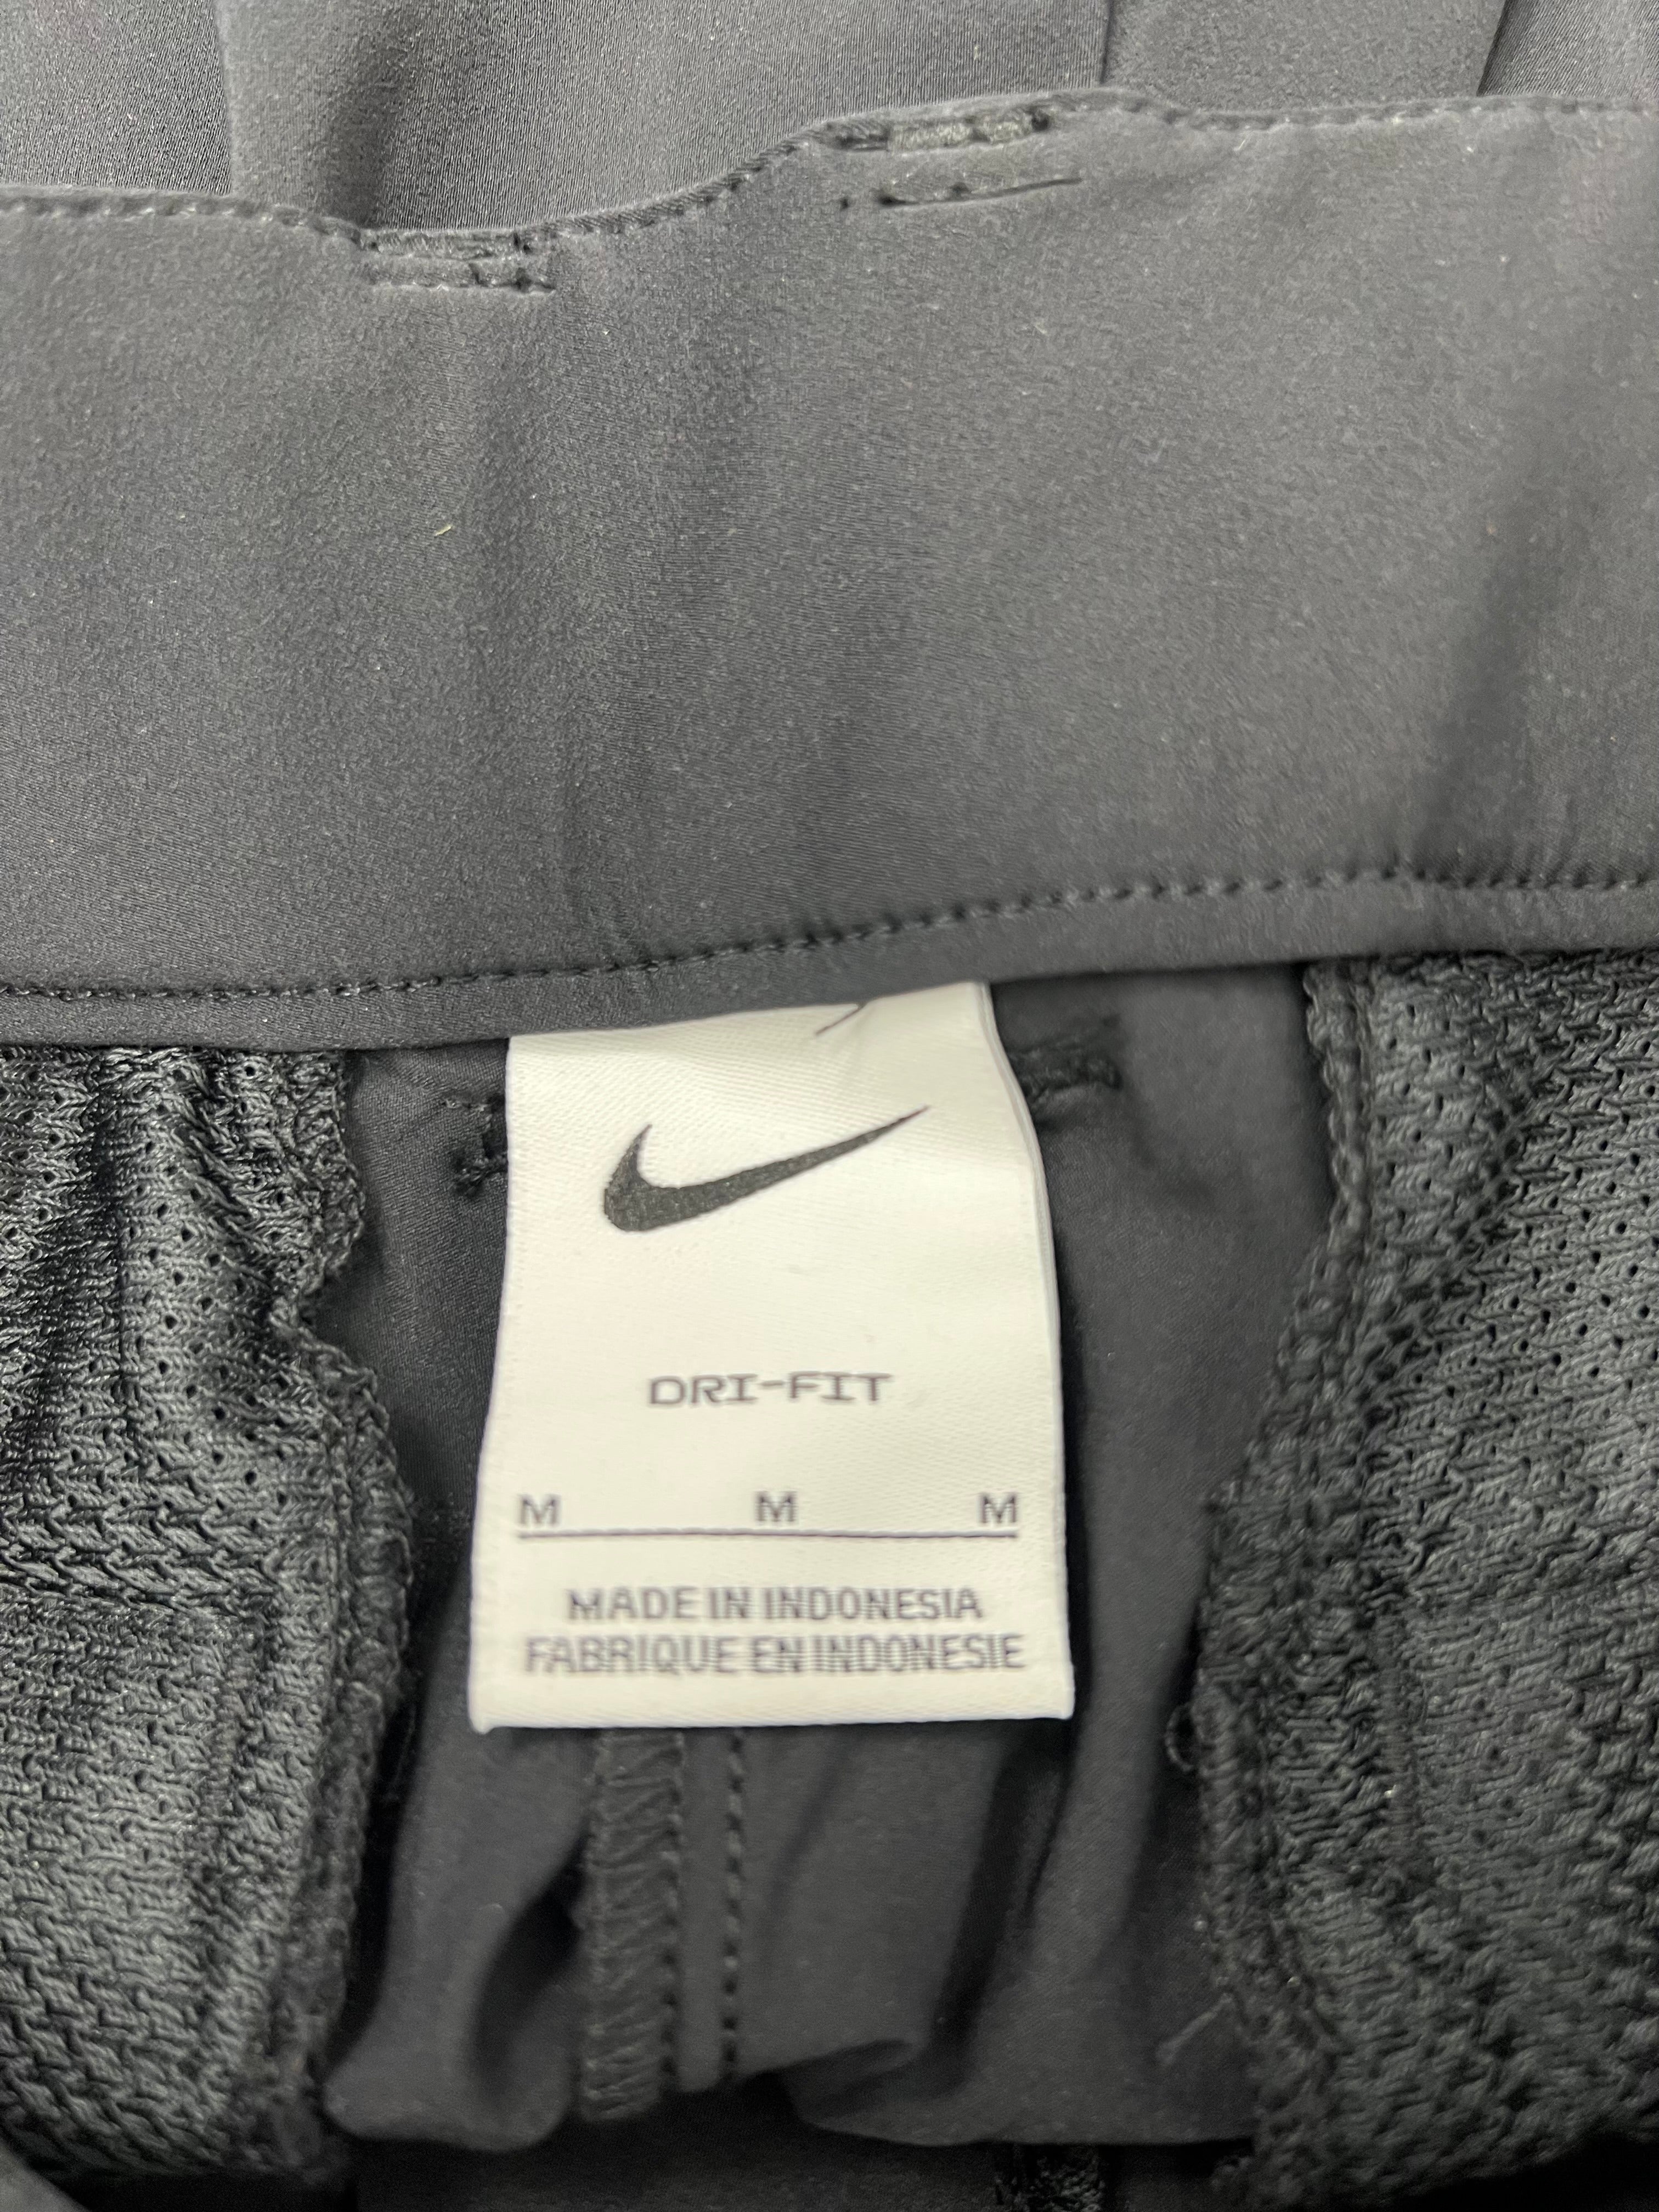 DRI-FIT
M M M
MADE IN INDONESIA
FABRIQUE EN INDONESIE